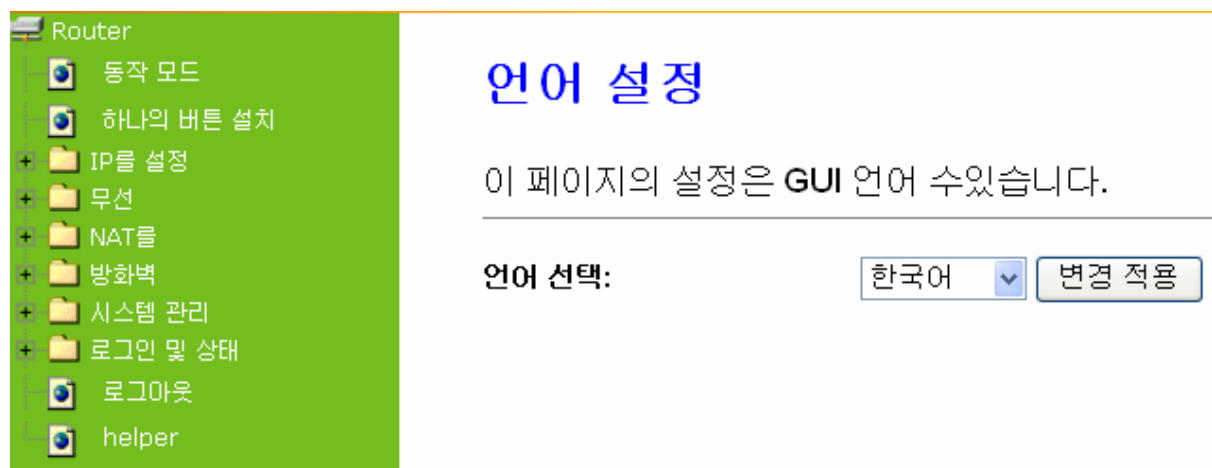 Router
동작 모드
하나의 버튼 설치
IP를 설정
무선
NAT를
방화벽
시스템 관리
로그인 및 상태
로그아웃
helper
언어 설정
이 페이지의 설정은 GUI 언어 수있습니다.
언어 선택: 한국어 변경 적용